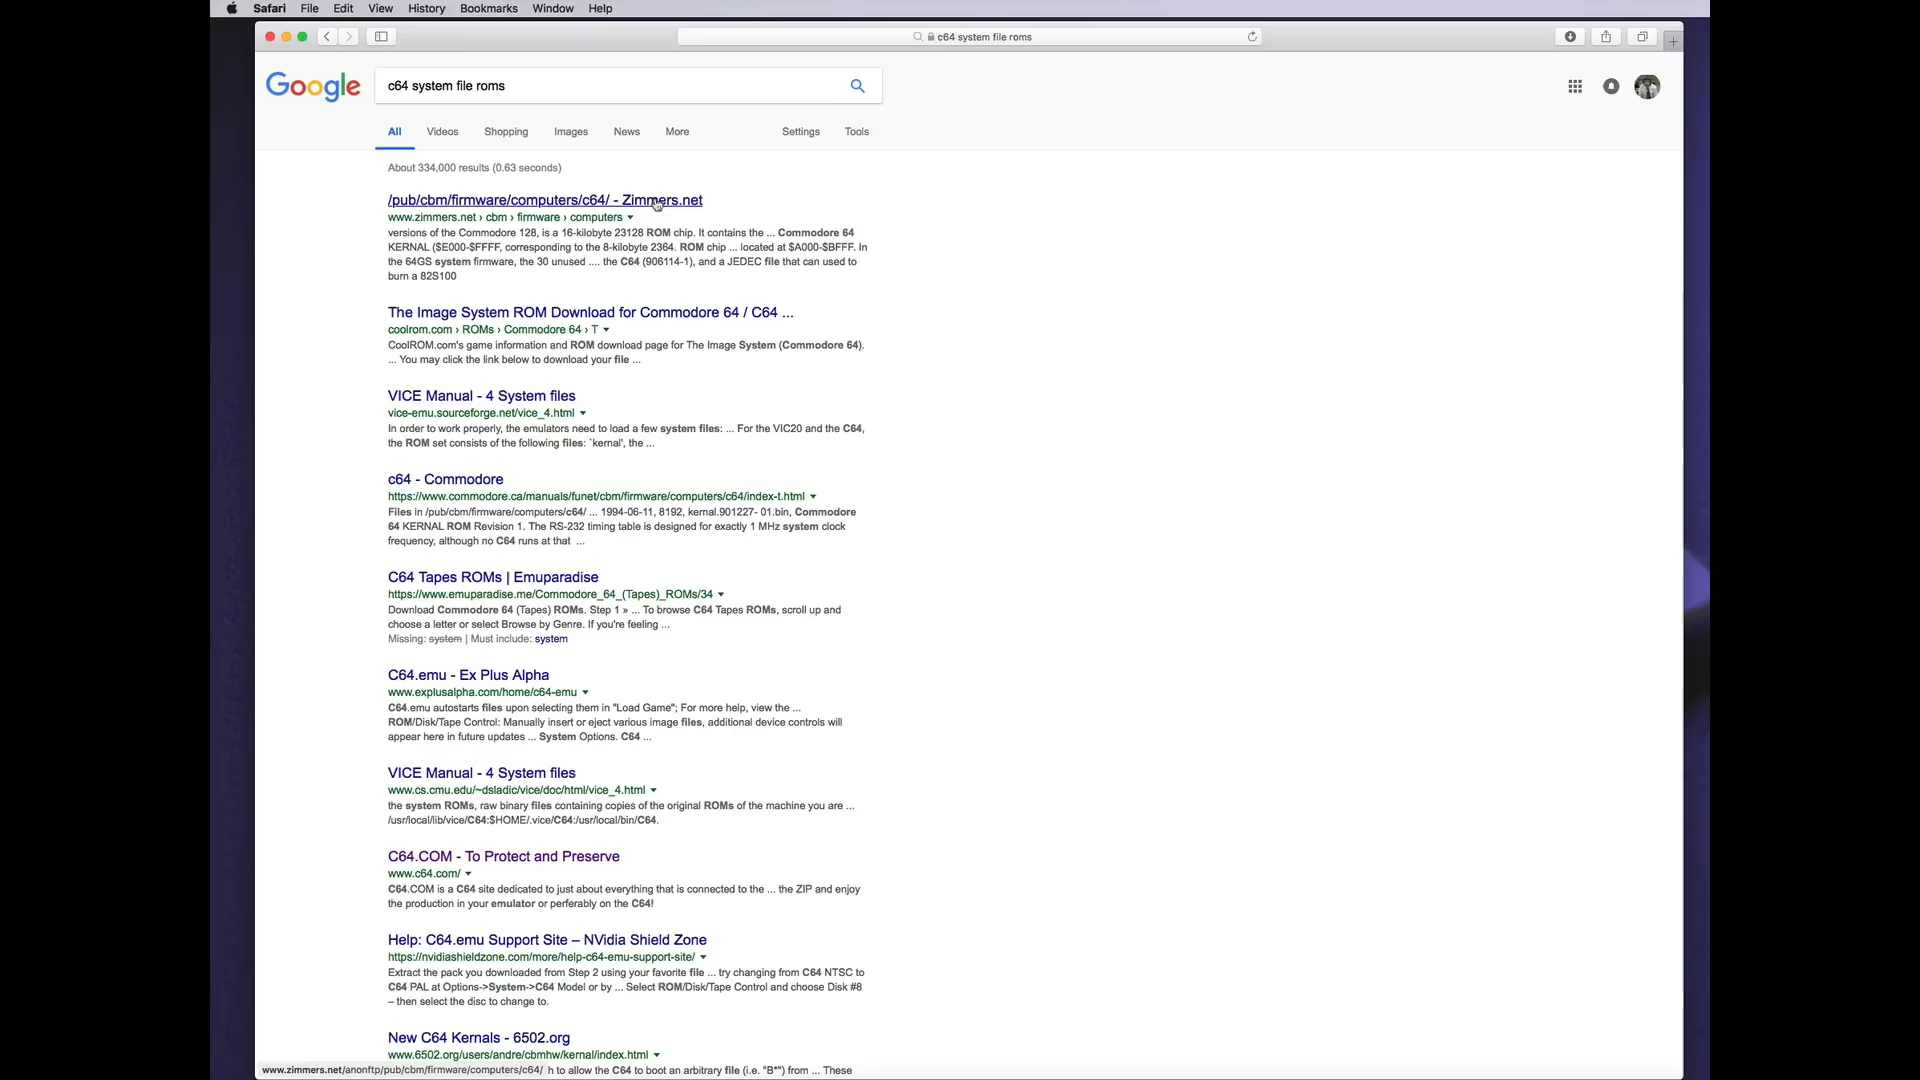 Safari File Edit View History Bookmarks Window Help
c64 system file roms
Google c64 system file roms
All Videos Shopping Images News More Settings Tools
About 334,000 results (0.63 seconds)
/pub/cbm/firmware/computers/c64/ - Zimmers.net
www.zimmers.net › cbm › firmware › computers
versions of the Commodore 128, is a 16-kilobyte 23128 ROM chip. It contains the ... Commodore 64
KERNAL ($E000-$FFFF, corresponding to the 8-kilobyte 2364. ROM chip ... located at $A000-$BFFF. In
the 64GS system firmware, the 30 unused .... the C64 (906114-1), and a JEDEC file that can used to
burn a 82S100
The Image System ROM Download for Commodore 64 / C64 ...
coolrom.com › ROMs › Commodore 64 › T
CoolROM.com's game information and ROM download page for The Image System (Commodore 64).
... You may click the link below to download your file ...
VICE Manual - 4 System files
vice-emu.sourceforge.net/vice_4.html
In order to work properly, the emulators need to load a few system files: ... For the VIC20 and the C64,
the ROM set consists of the following files: `kernal', the ...
c64 - Commodore
https://www.commodore.ca/manuals/funet/cbm/firmware/computers/c64/index-t.html
Files in /pub/cbm/firmware/computers/c64/ ... 1994-06-11, 8192, kernal.901227- 01.bin, Commodore
64 KERNAL ROM Revision 1. The RS-232 timing table is designed for exactly 1 MHz system clock
frequency, although no C64 runs at that ...
C64 Tapes ROMs | Emuparadise
https://www.emuparadise.me/Commodore_64_(Tapes)_ROMs/34
Download Commodore 64 (Tapes) ROMs. Step 1 » ... To browse C64 Tapes ROMs, scroll up and
choose a letter or select Browse by Genre. If you're feeling ...
Missing: system | Must include: system
C64.emu - Ex Plus Alpha
www.explusalpha.com/home/c64-emu
C64.emu autostarts files upon selecting them in "Load Game"; For more help, view the ...
ROM/Disk/Tape Control: Manually insert or eject various image files, additional device controls will
appear here in future updates ... System Options. C64 ...
VICE Manual - 4 System files
www.cs.cmu.edu/~dsladic/vice/doc/html/vice_4.html
the system ROMs, raw binary files containing copies of the original ROMs of the machine you are ...
/usr/local/lib/vice/C64:$HOME/.vice/C64:/usr/local/bin/C64.
C64.COM - To Protect and Preserve
www.c64.com/
C64.COM is a C64 site dedicated to just about everything that is connected to the ... the ZIP and enjoy
the production in your emulator or perferably on the C64!
Help: C64.emu Support Site – NVidia Shield Zone
https://nvidiashieldzone.com/more/help-c64-emu-support-site/
Extract the pack you downloaded from Step 2 using your favorite file ... try changing from C64 NTSC to
C64 PAL at Options->System->C64 Model or by ... Select ROM/Disk/Tape Control and choose Disk #8
– then select the disc to change to.
New C64 Kernals - 6502.org
www.6502.org/users/andre/cbmhw/kernal/index.html
www.zimmers.net/anonftp/pub/cbm/firmware/computers/c64/ h to allow the C64 to boot an arbitrary file (i.e. "B*") from ... These